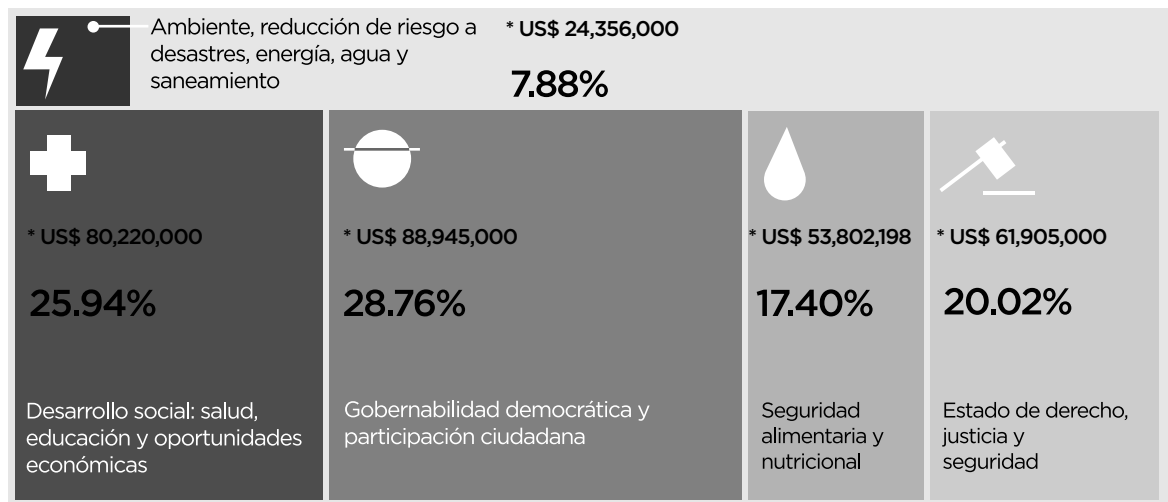 Ambiente, reducción de riesgo a
desastres, energía, agua y
saneamiento
* US$ 24,356,000
7.88%
* US$ 80,220,000
25.94%
Desarrollo social: salud,
educación y oportunidades
económicas
* US$ 88,945,000
28.76%
Gobernabilidad democrática y
participación ciudadana
* US$ 53,802,198
17.40%
Seguridad
alimentaria y
nutricional
* US$ 61,905,000
20.02%
Estado de derecho,
justicia y
seguridad